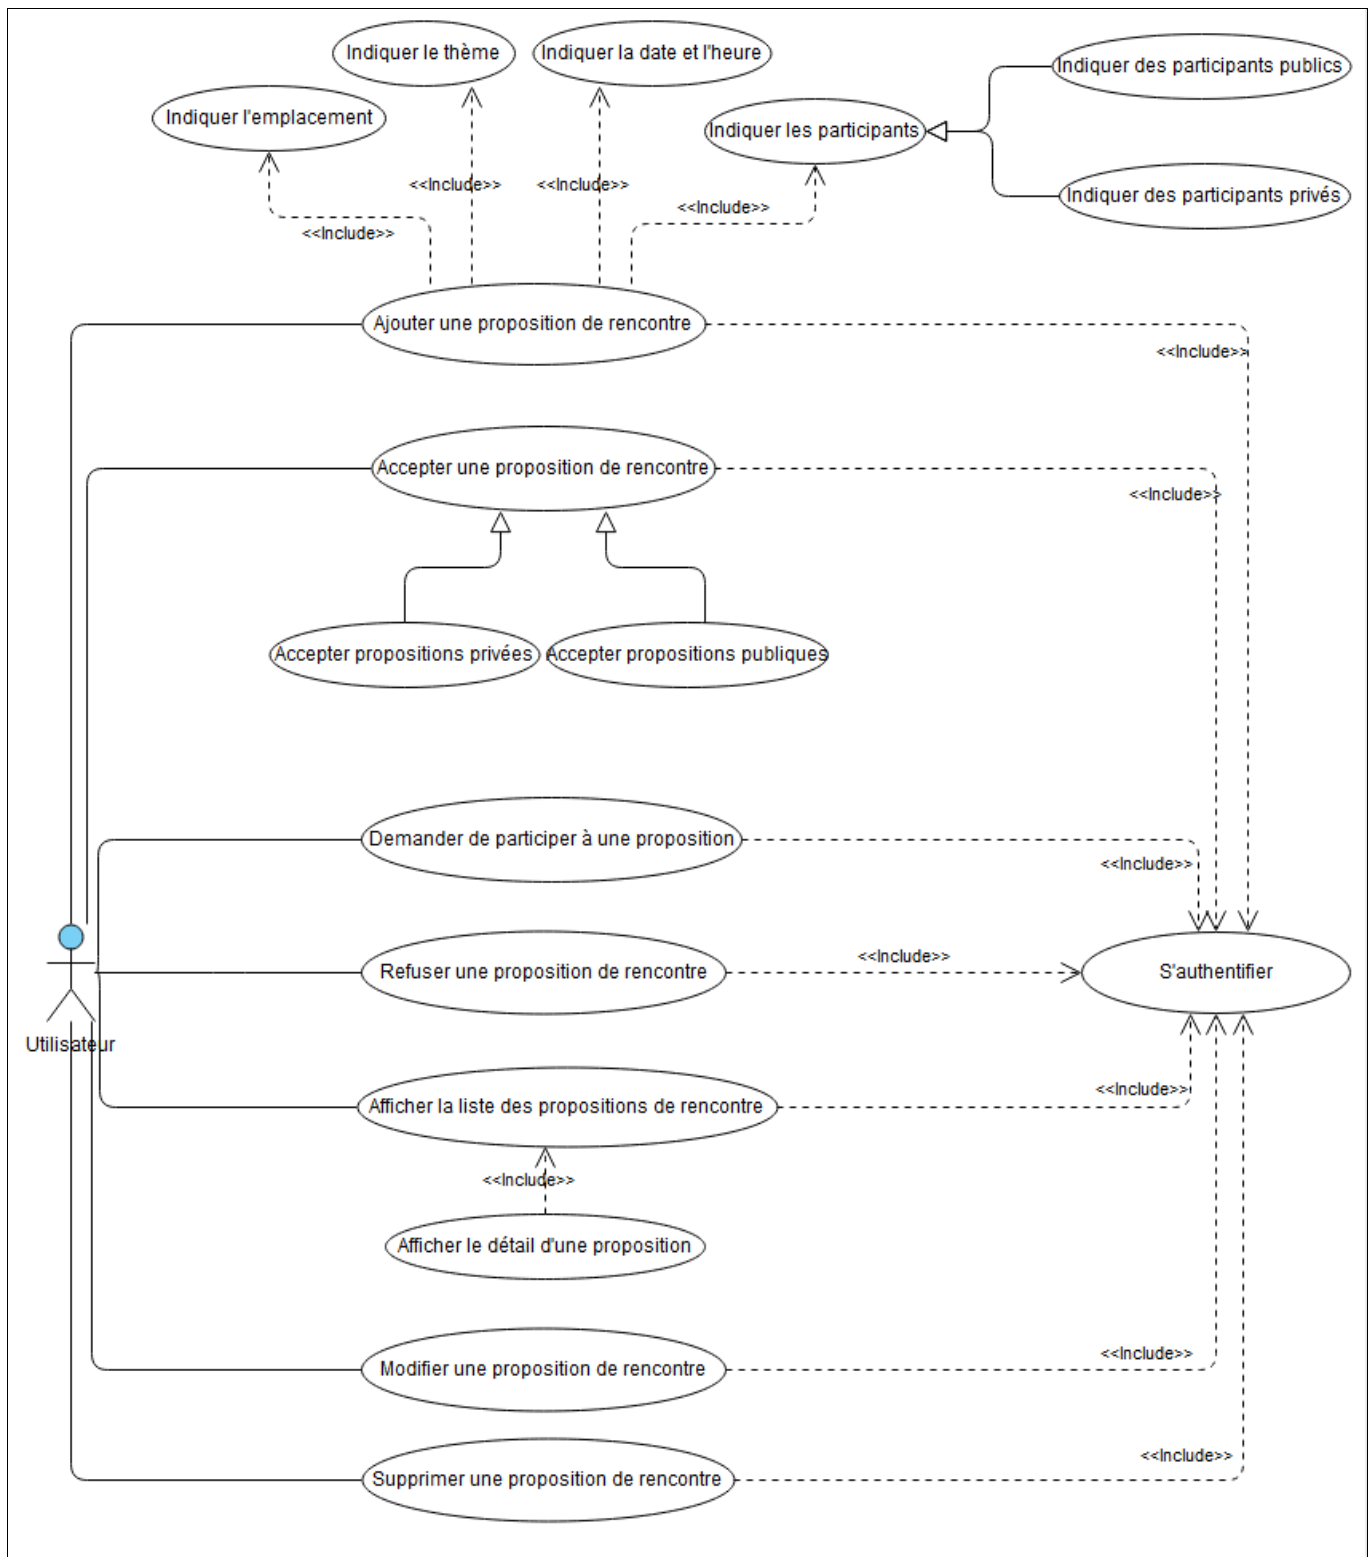 Indiquer le thème
Indiquer la date et l'heure
Indiquer des participants publics
Indiquer l'emplacement
Indiquer les participants
<<Include>>
<<Include>>
Indiquer des participants privés
<<Include>>
<<Include>>
Ajouter une proposition de rencontre
<<Include>>
Accepter une proposition de rencontre
<<Include>>
Accepter propositions privées
Accepter propositions publiques
Demander de participer à une proposition
<<Include>>
<<Include>>
Refuser une proposition de rencontre
S'authentifier
Utilisateur
<<Include>>
Afficher la liste des propositions de rencontre
<<Include>>
Afficher le détail d'une proposition
<<Include>>
Modifier une proposition de rencontre
<<Include>>
Supprimer une proposition de rencontre